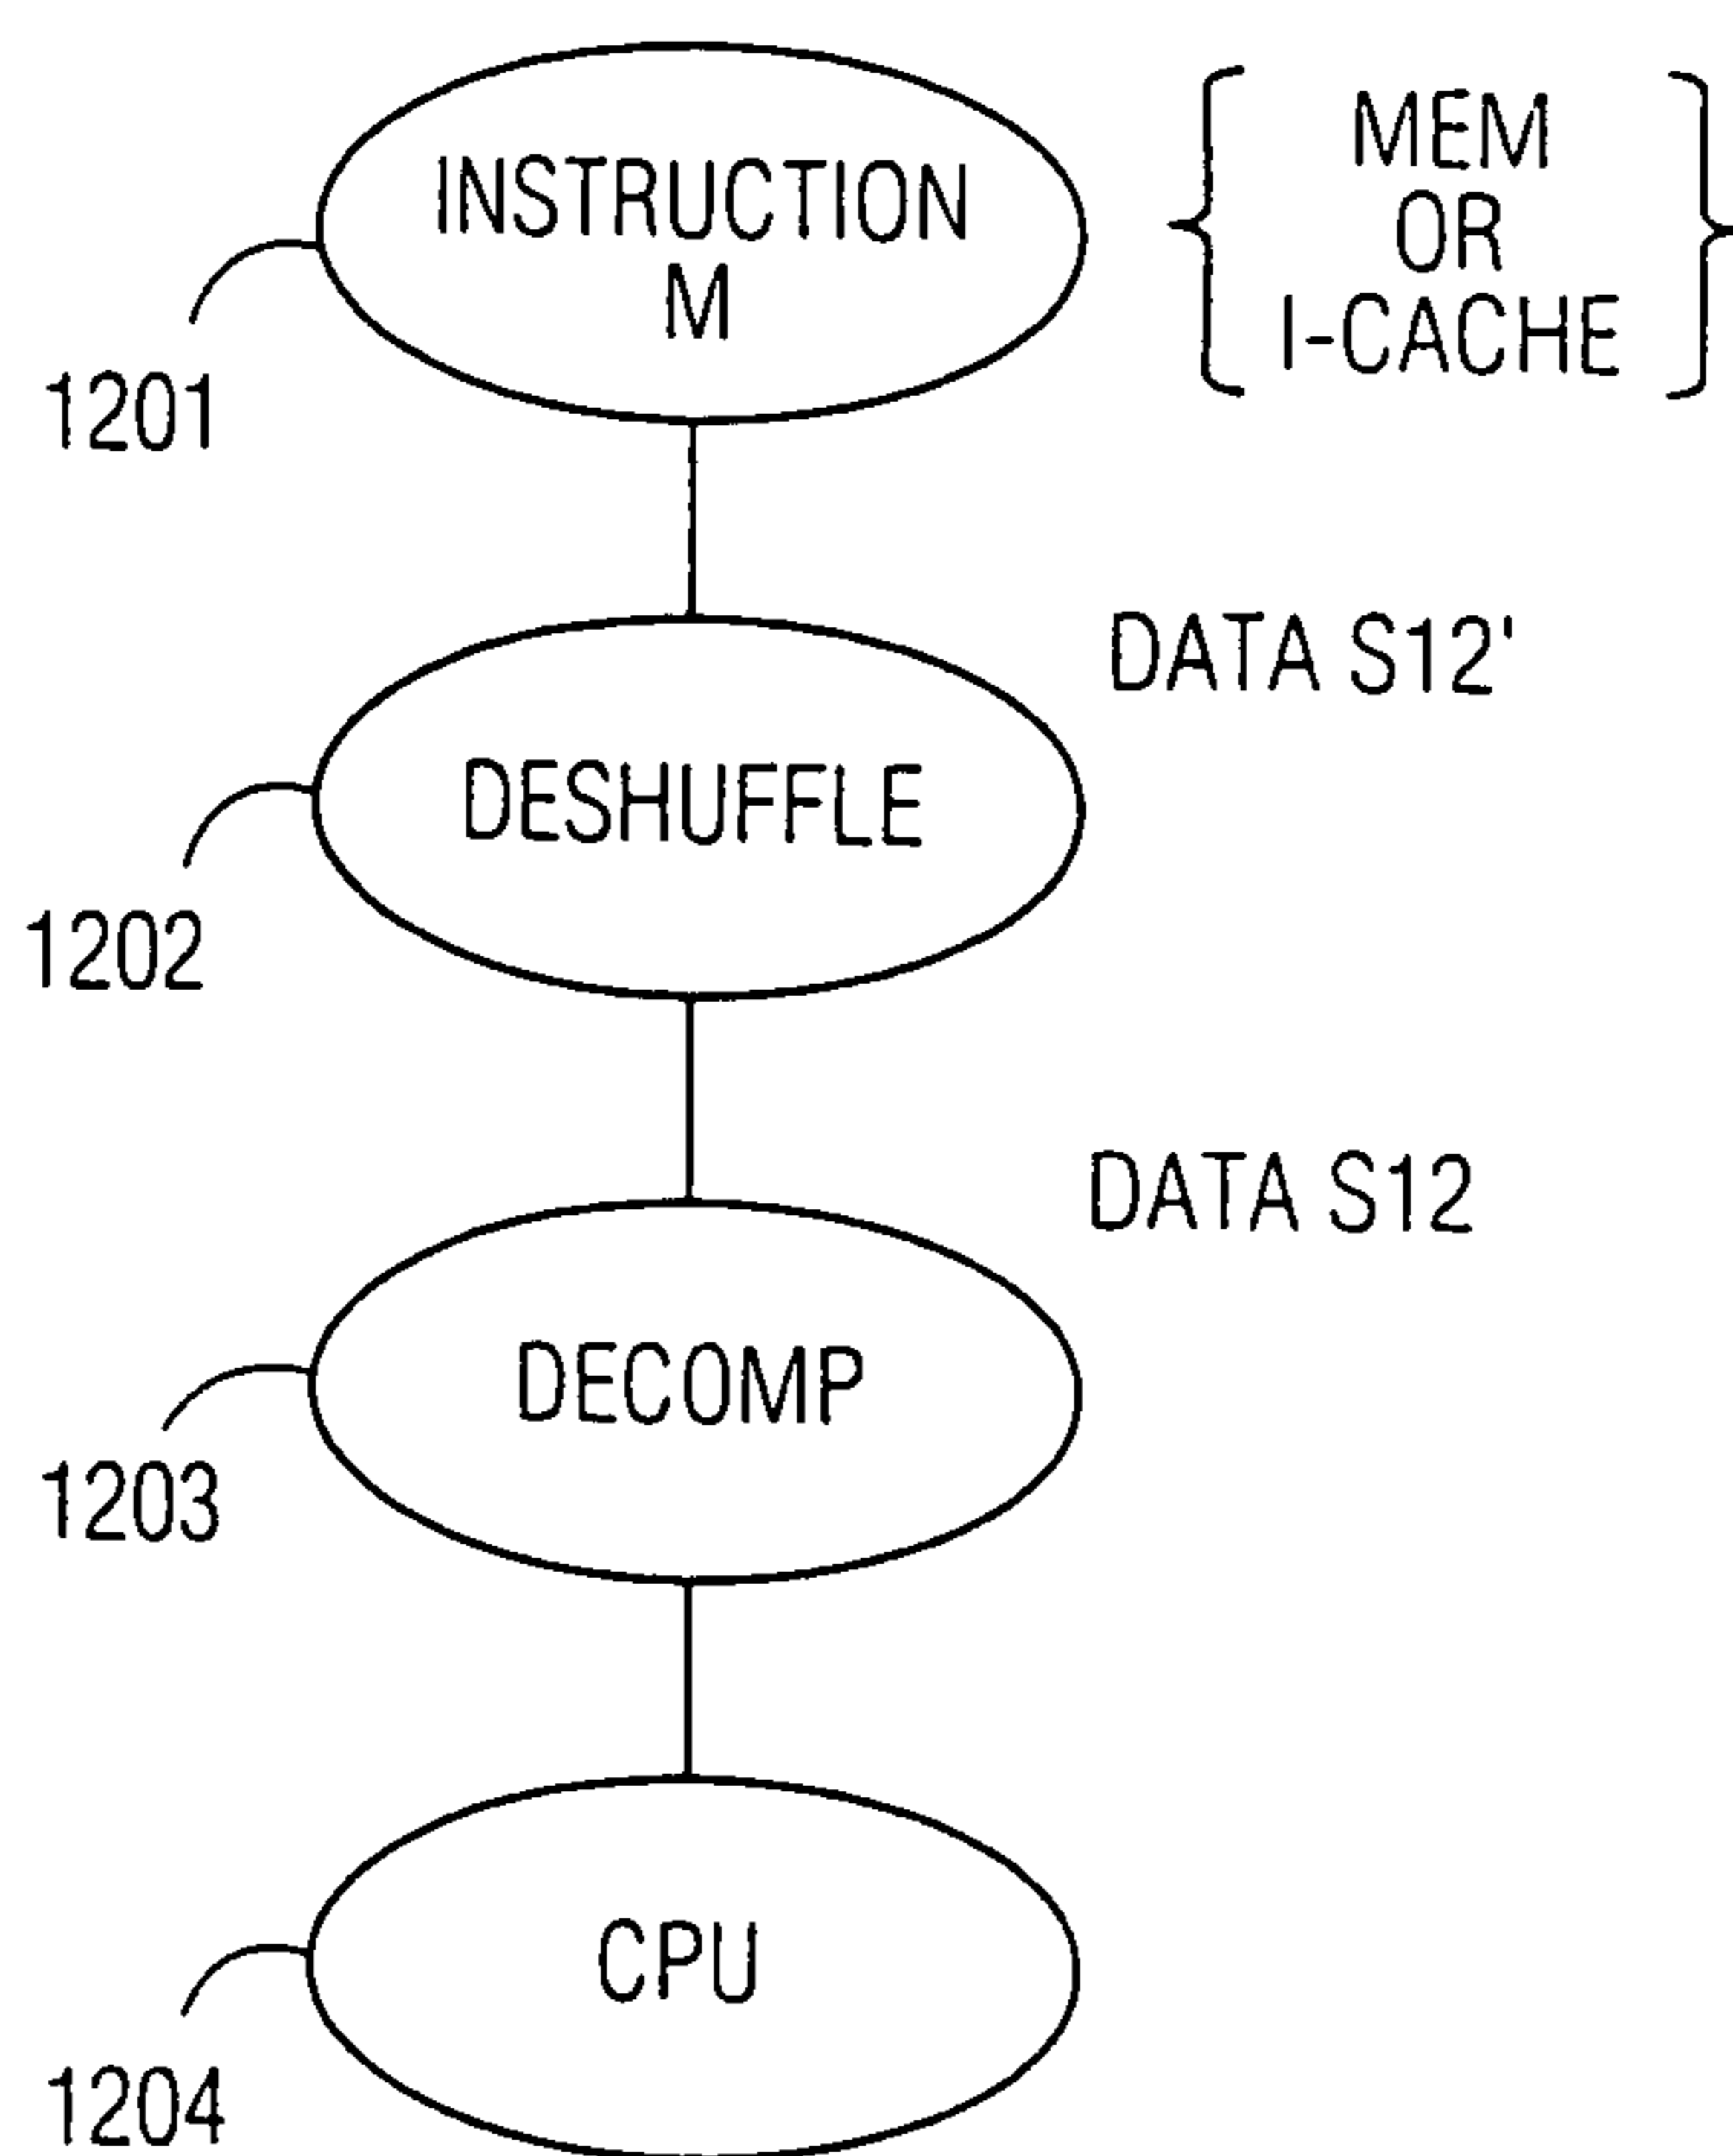 INSTRUCTION
M
MEM
OR
I-CACHE
1201
DATA S12'
DESHUFFLE
1202
DATA S12
DECOMP
1203
CPU
1204